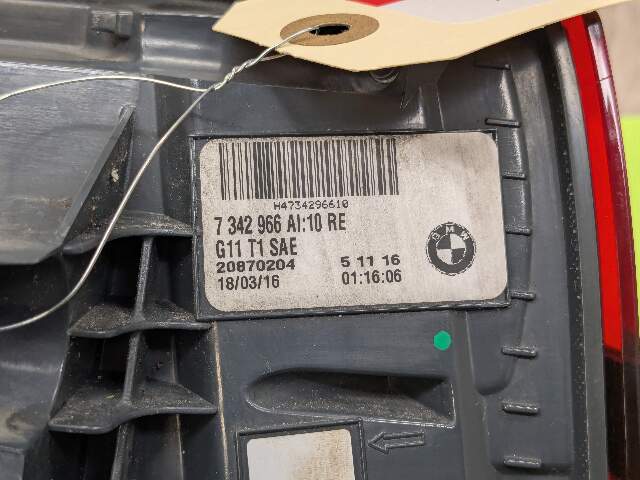 H4734296610
7 342 966 AI:10 RE
G11 T1 SAE
20870204 5 11 16
18/03/16 01:16:06
BMW